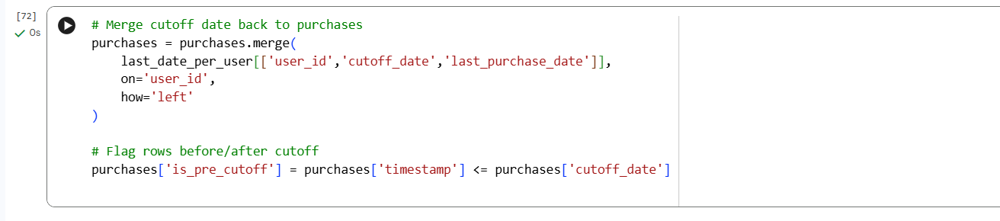 [72]
0s
# Merge cutoff date back to purchases
purchases = purchases.merge(
    last_date_per_user[['user_id','cutoff_date','last_purchase_date']],
    on='user_id',
    how='left'
)
# Flag rows before/after cutoff
purchases['is_pre_cutoff'] = purchases['timestamp'] <= purchases['cutoff_date']